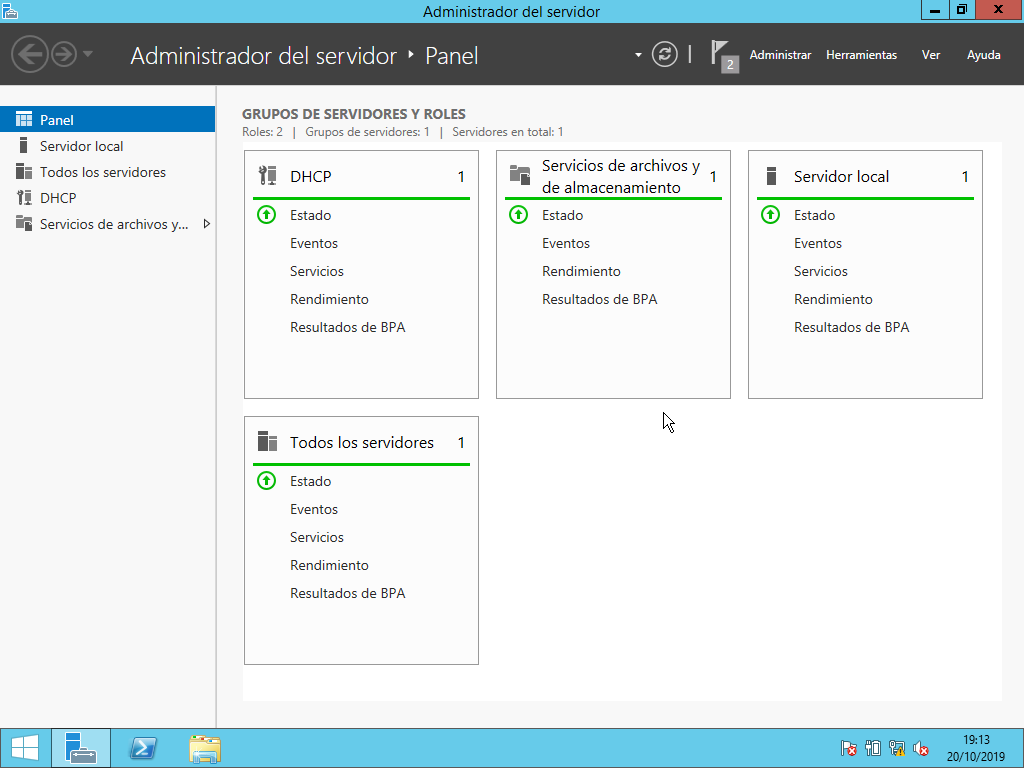 Administrador del servidor
Administrador del servidor ‣ Panel
2
Administrar Herramientas Ver Ayuda
Panel
Servidor local
Todos los servidores
DHCP
Servicios de archivos y...
GRUPOS DE SERVIDORES Y ROLES
Roles: 2 | Grupos de servidores: 1 | Servidores en total: 1
DHCP 1
Estado
Eventos
Servicios
Rendimiento
Resultados de BPA
Servicios de archivos y
de almacenamiento 1
Estado
Eventos
Rendimiento
Resultados de BPA
Servidor local 1
Estado
Eventos
Servicios
Rendimiento
Resultados de BPA
Todos los servidores 1
Estado
Eventos
Servicios
Rendimiento
Resultados de BPA
19:13
20/10/2019